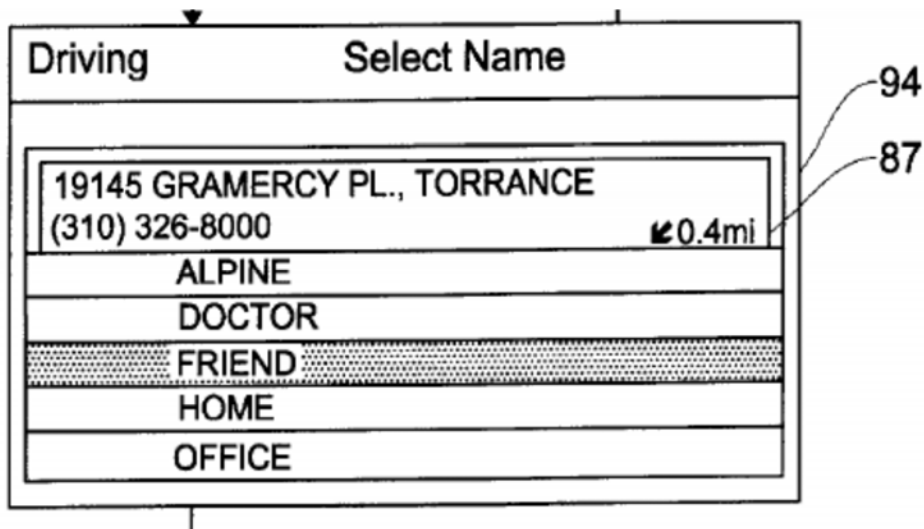 Driving Select Name
94
87
19145 GRAMERCY PL., TORRANCE
(310) 326-8000 0.4mi
ALPINE
DOCTOR
FRIEND
HOME
OFFICE